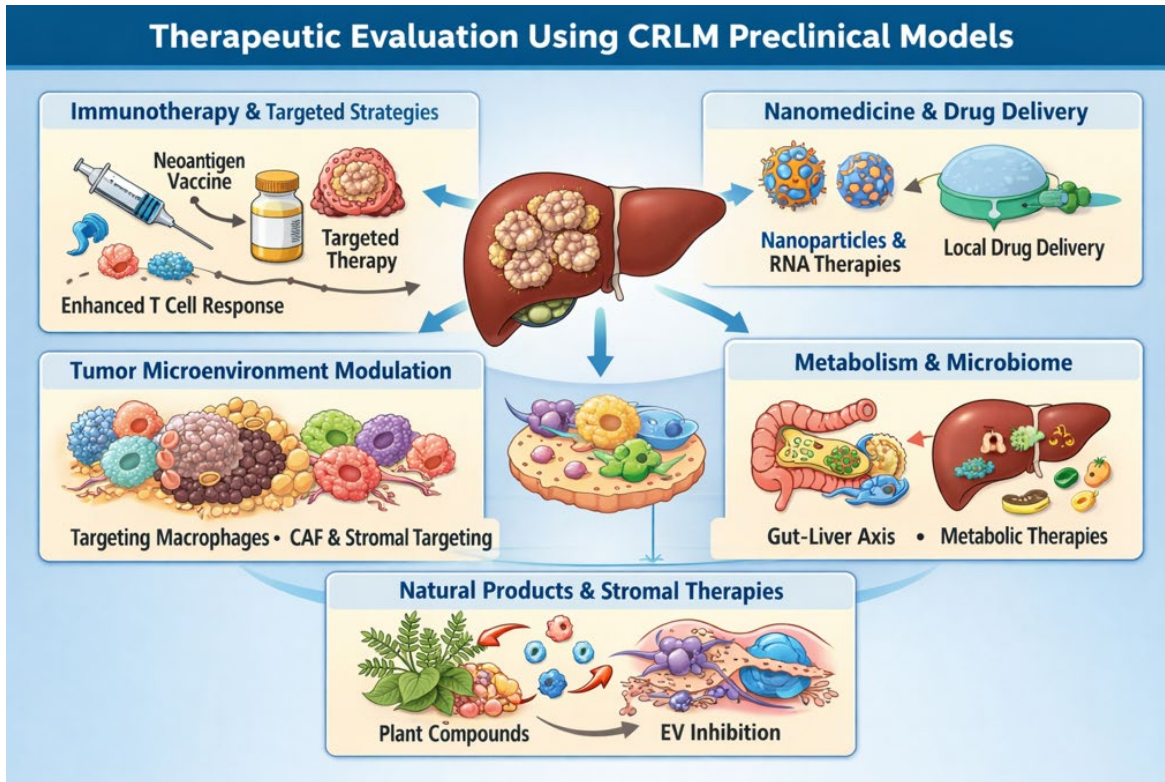 Therapeutic Evaluation Using CRLM Preclinical Models
Immunotherapy & Targeted Strategies
Neoantigen
Vaccine
Targeted
Therapy
Enhanced T Cell Response
Nanomedicine & Drug Delivery
Nanoparticles &
RNA Therapies
Local Drug Delivery
Tumor Microenvironment Modulation
Targeting Macrophages • CAF & Stromal Targeting
Metabolism & Microbiome
Gut-Liver Axis • Metabolic Therapies
Natural Products & Stromal Therapies
Plant Compounds
EV Inhibition